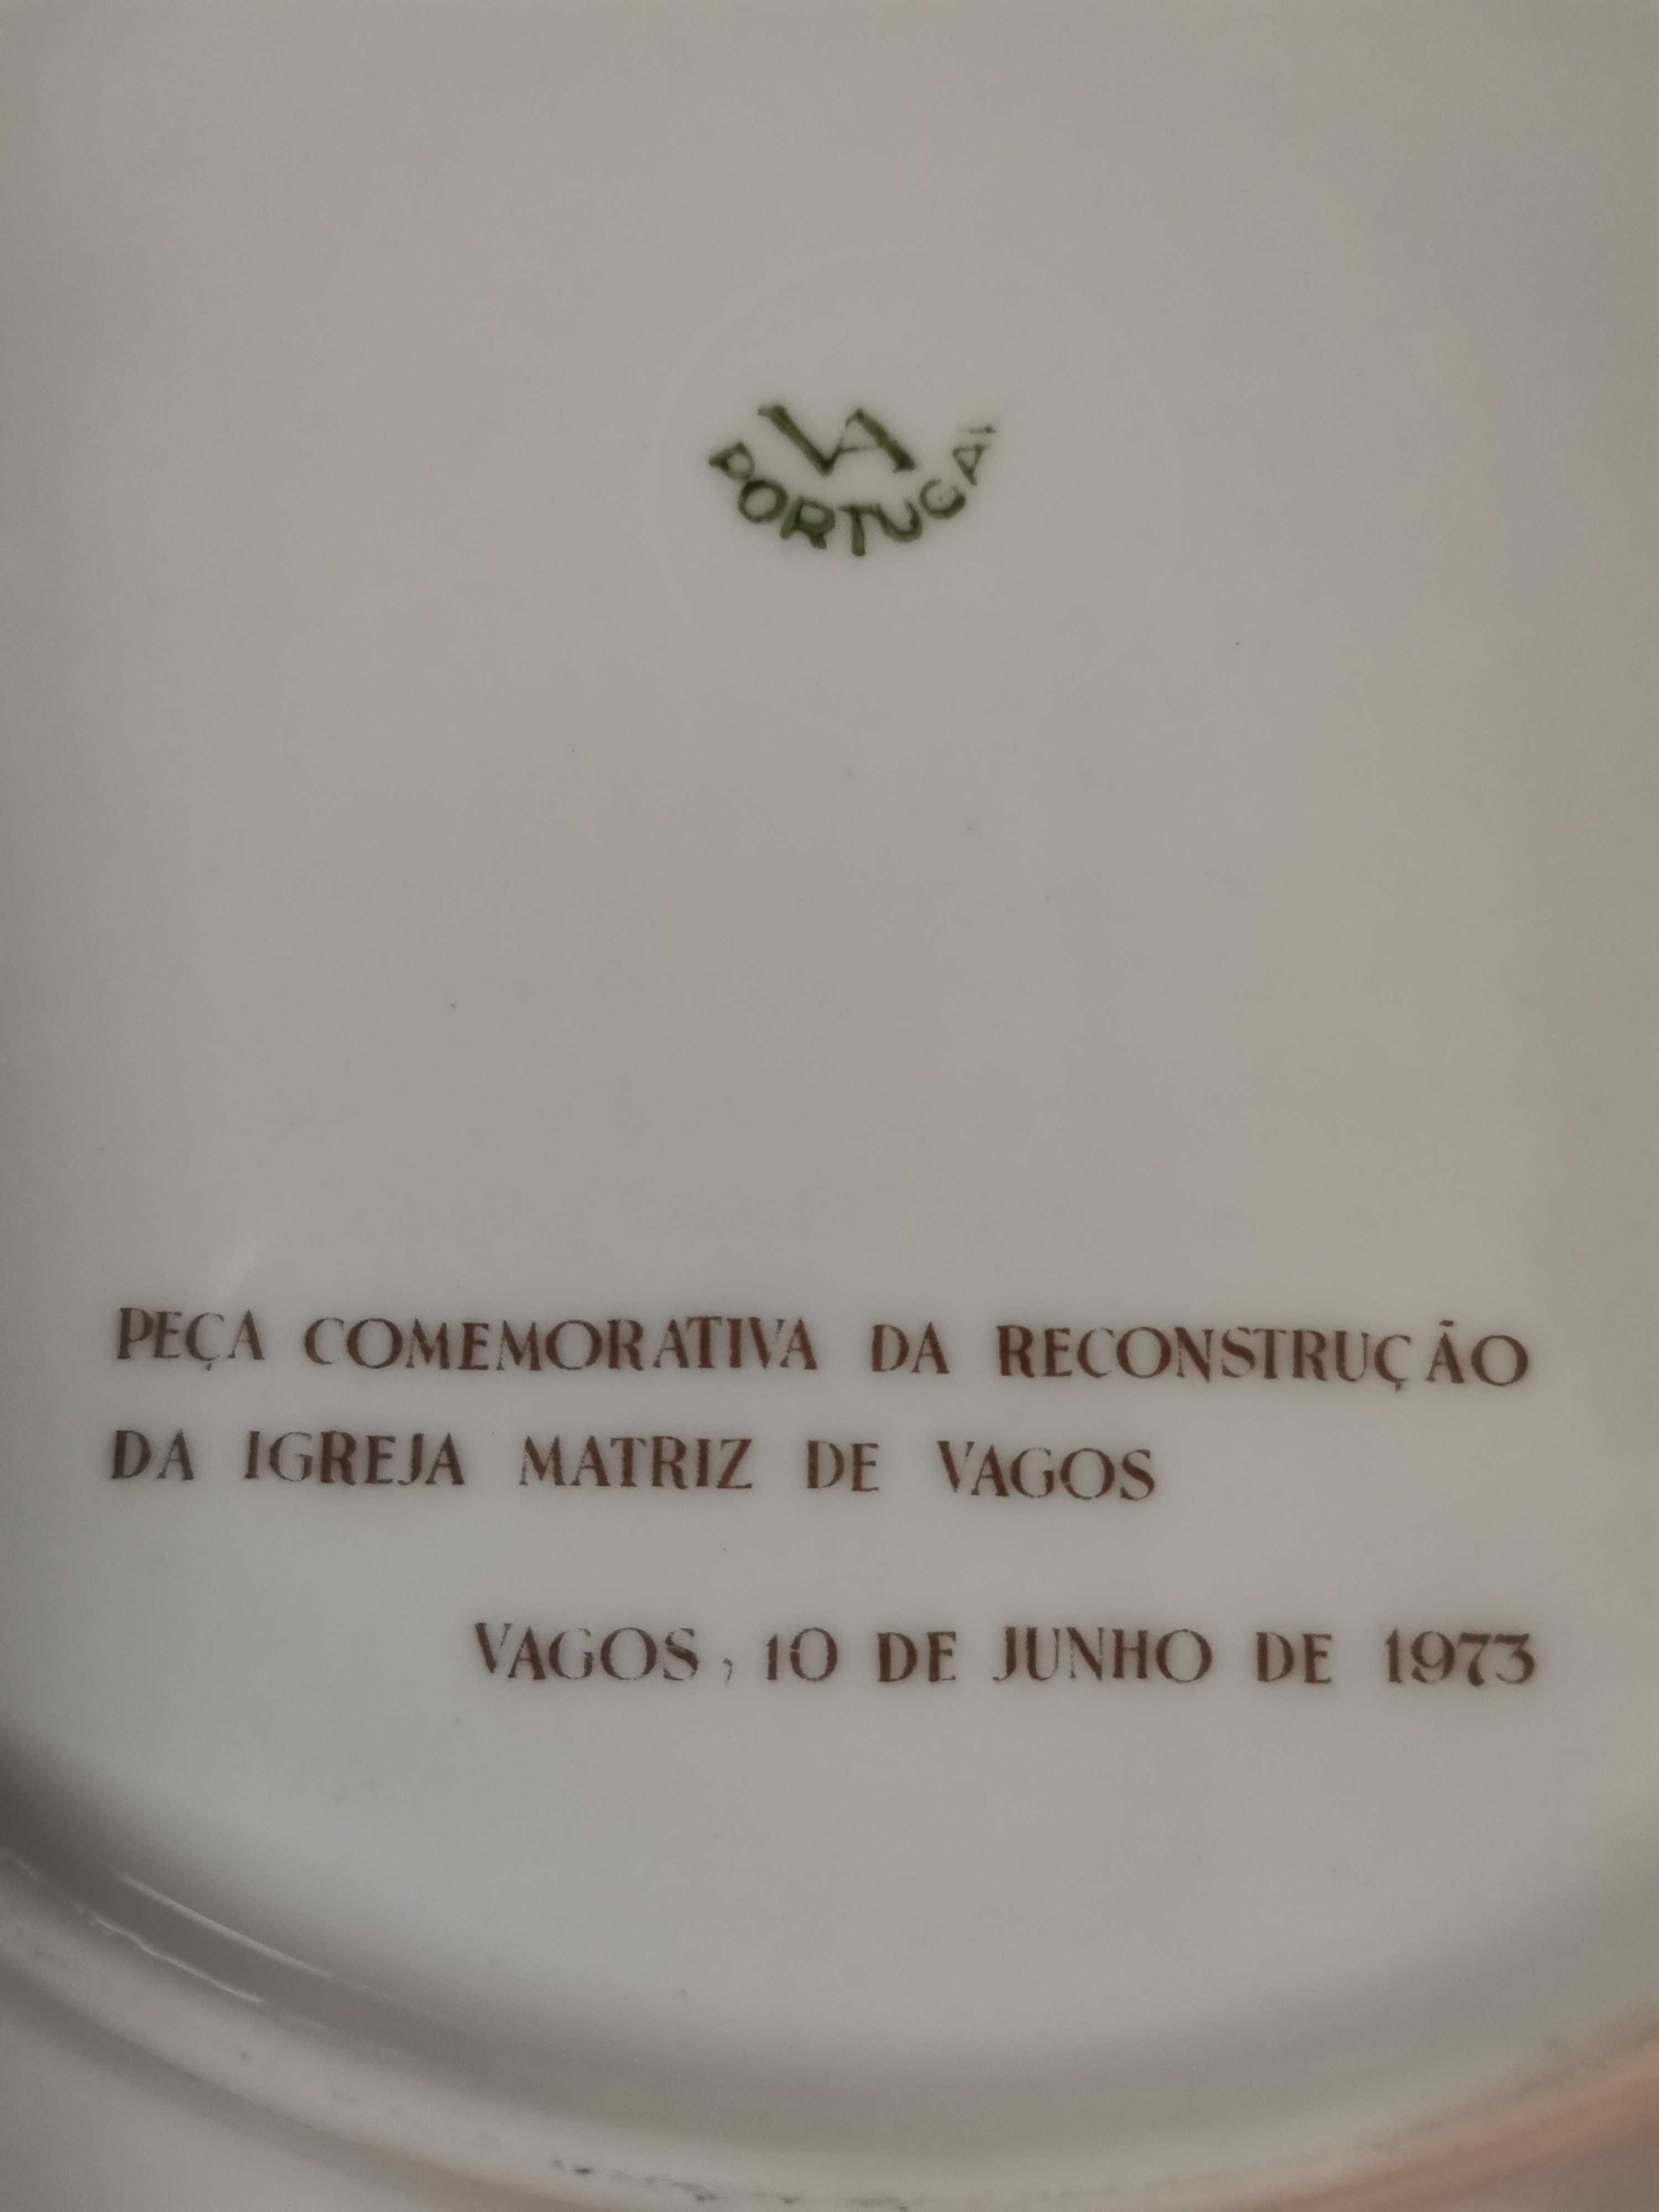 VA
PORTUGAL
PEÇA COMEMORATIVA DA RECONSTRUÇÃO
DA IGREJA MATRIZ DE VAGOS
VAGOS, 10 DE JUNHO DE 1973